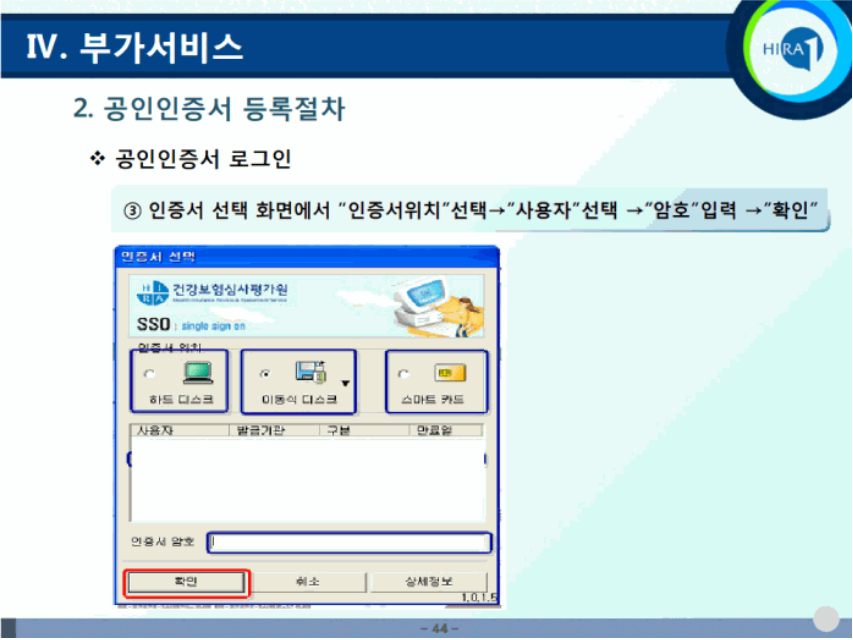 Ⅳ. 부가서비스
HIRA
2. 공인인증서 등록절차
❖ 공인인증서 로그인
③ 인증서 선택 화면에서 “인증서위치”선택→“사용자”선택 →“암호”입력 →“확인”
인증서 선택
HIRA 건강보험심사평가원
SSO : single sign on
인증서 위치
하드 디스크 이동식 디스크 스마트 카드
사용자 발급기관 구분 만료일
인증서 암호
확인 취소 상세정보
1,0,1,5
- 44 -